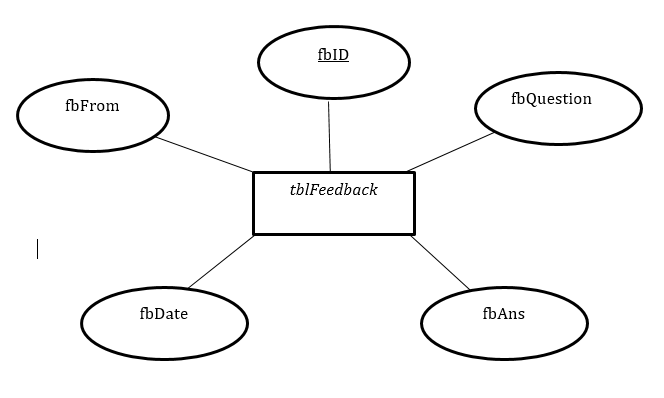 fbID
fbFrom
fbQuestion
tblFeedback
fbDate
fbAns